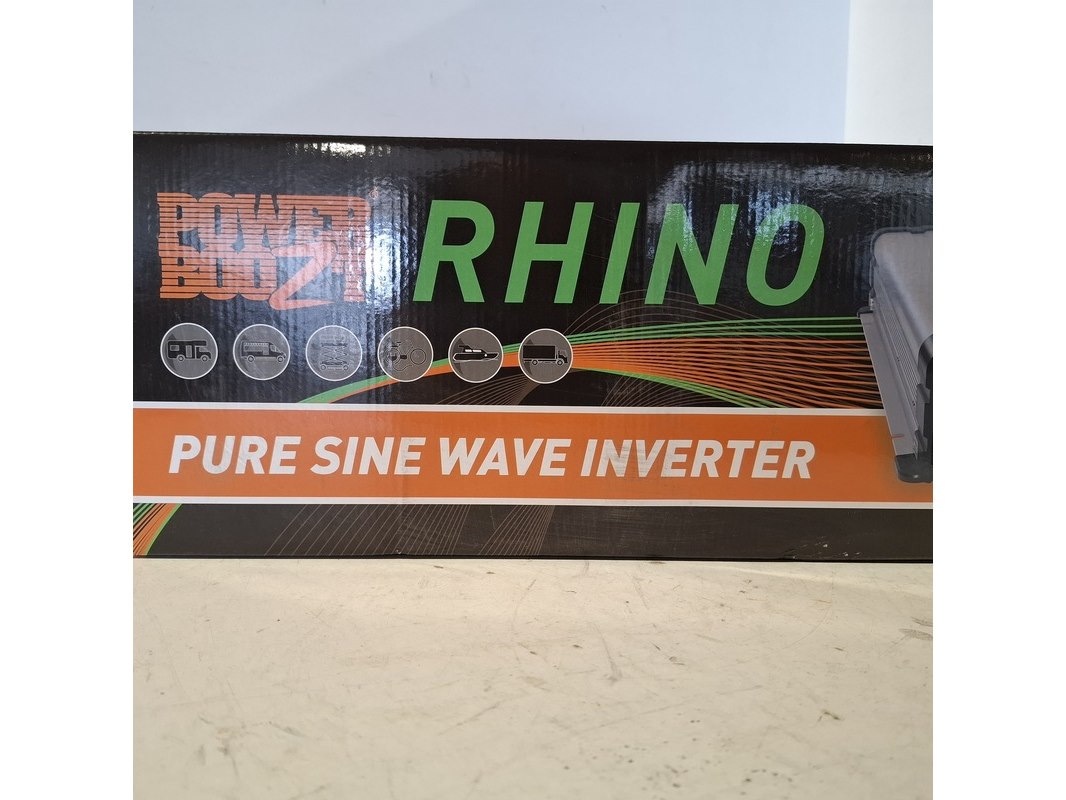 POWER
BOOZT
RHINO
PURE SINE WAVE INVERTER